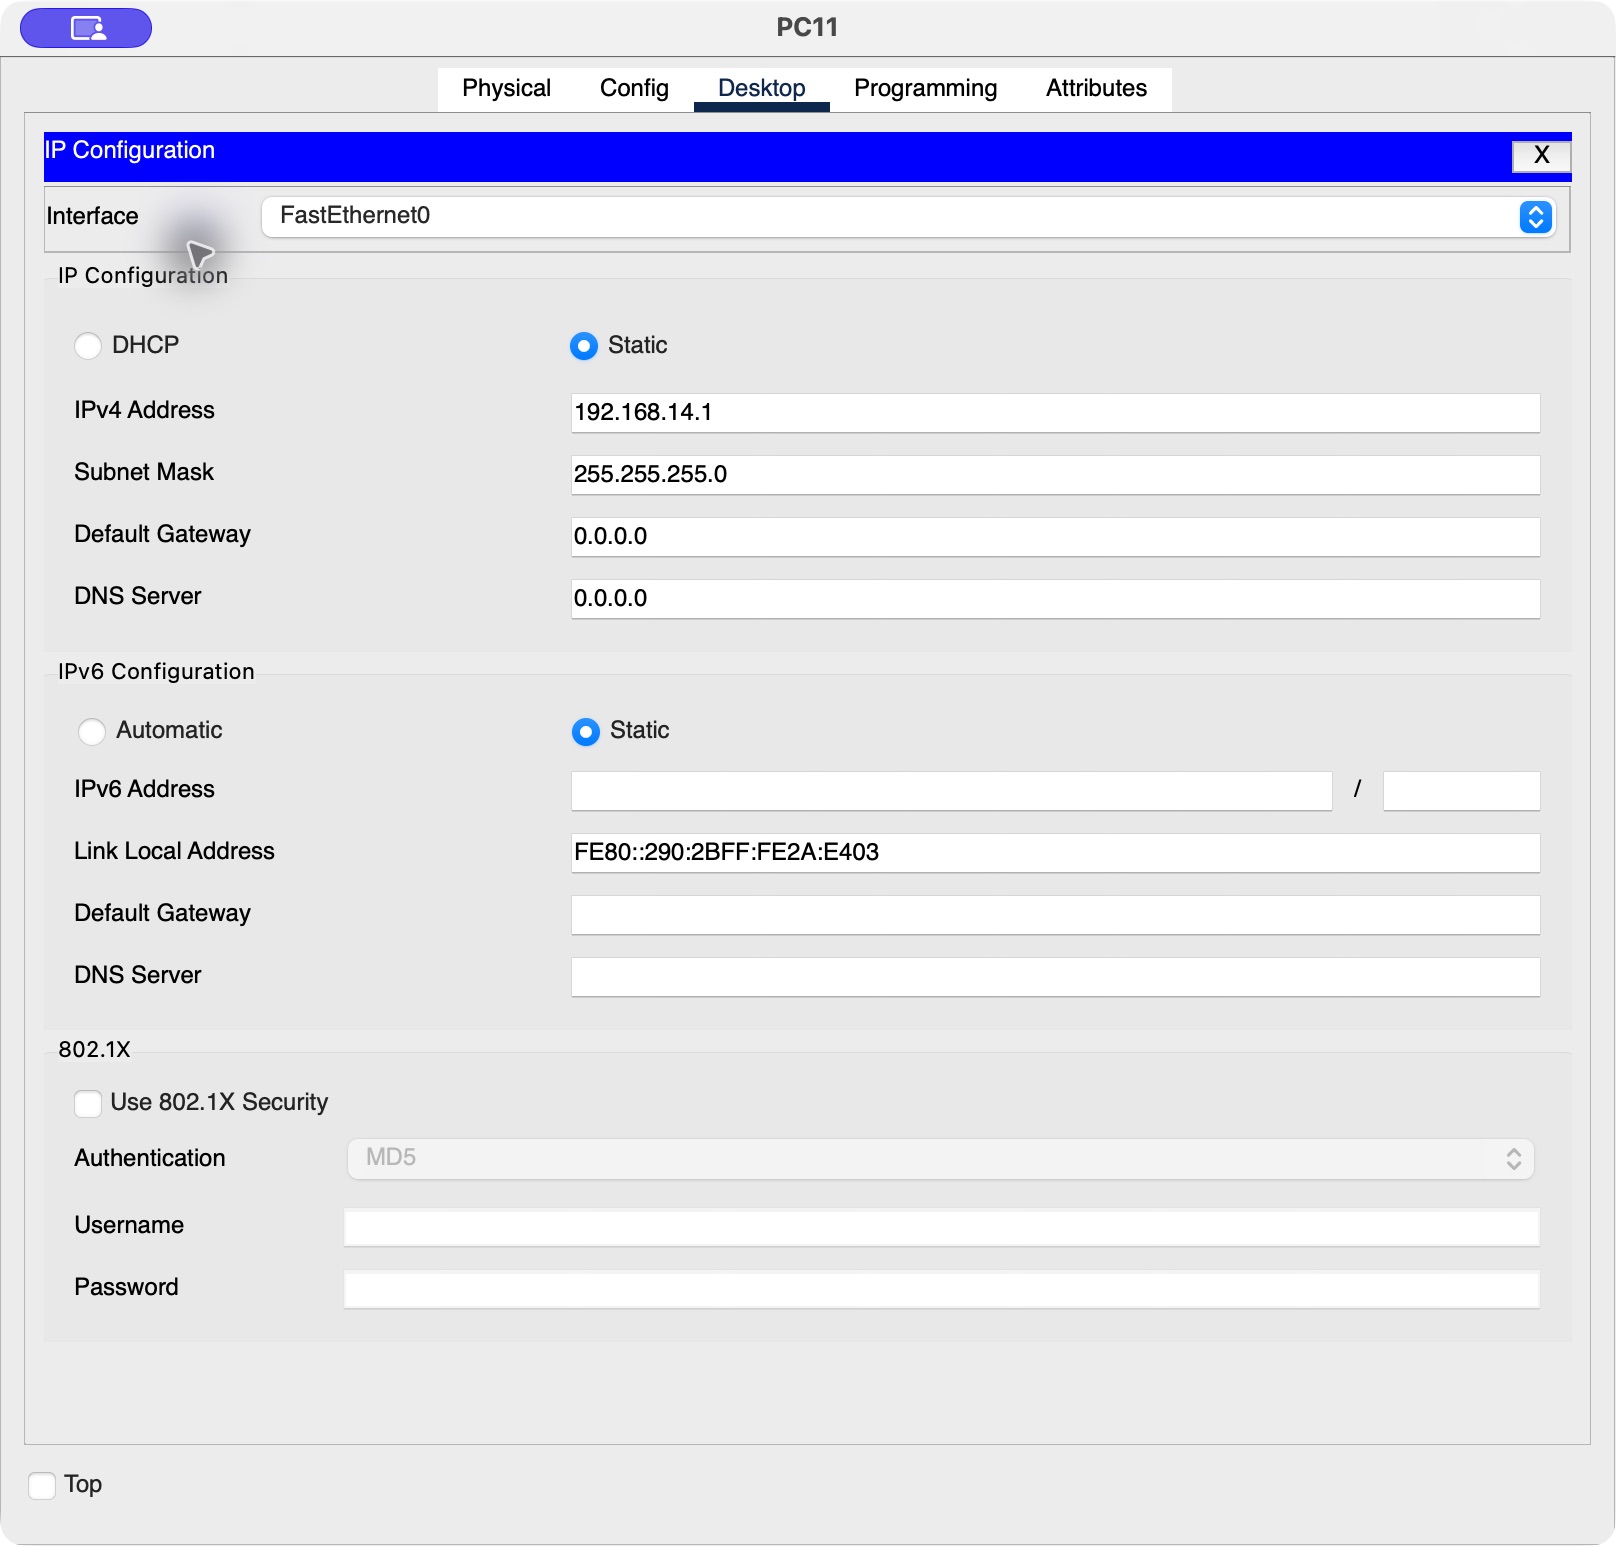 PC11
Physical Config Desktop Programming Attributes
IP Configuration X
Interface FastEthernet0
IP Configuration
DHCP Static
IPv4 Address 192.168.14.1
Subnet Mask 255.255.255.0
Default Gateway 0.0.0.0
DNS Server 0.0.0.0
IPv6 Configuration
Automatic Static
IPv6 Address /
Link Local Address FE80::290:2BFF:FE2A:E403
Default Gateway
DNS Server
802.1X
Use 802.1X Security
Authentication MD5
Username
Password
Top